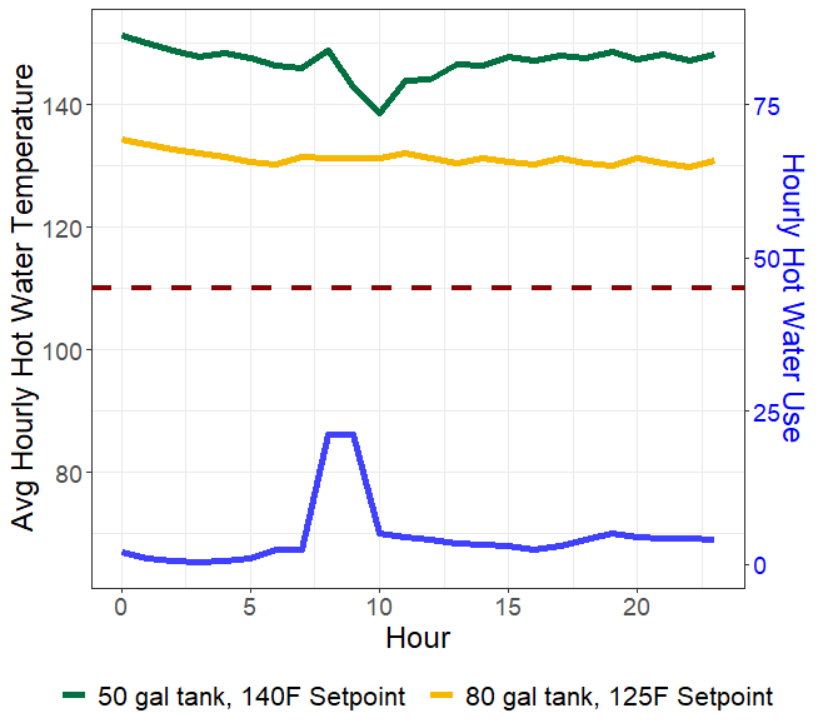 Avg Hourly Hot Water Temperature
140
120
100
80
75
50
25
0
Hourly Hot Water Use
0 5 10 15 20
Hour
50 gal tank, 140F Setpoint 80 gal tank, 125F Setpoint